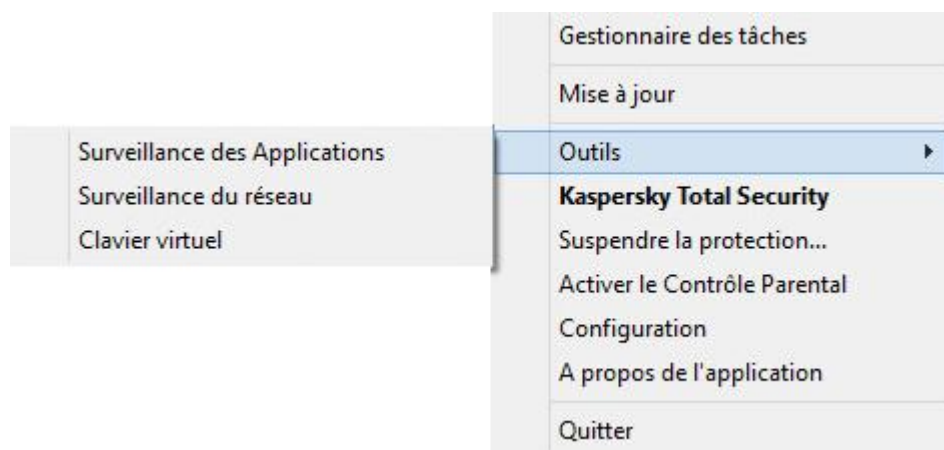 Gestionnaire des tâches
Mise à jour
Outils
Surveillance des Applications
Surveillance du réseau
Clavier virtuel
Kaspersky Total Security
Suspendre la protection...
Activer le Contrôle Parental
Configuration
A propos de l'application
Quitter